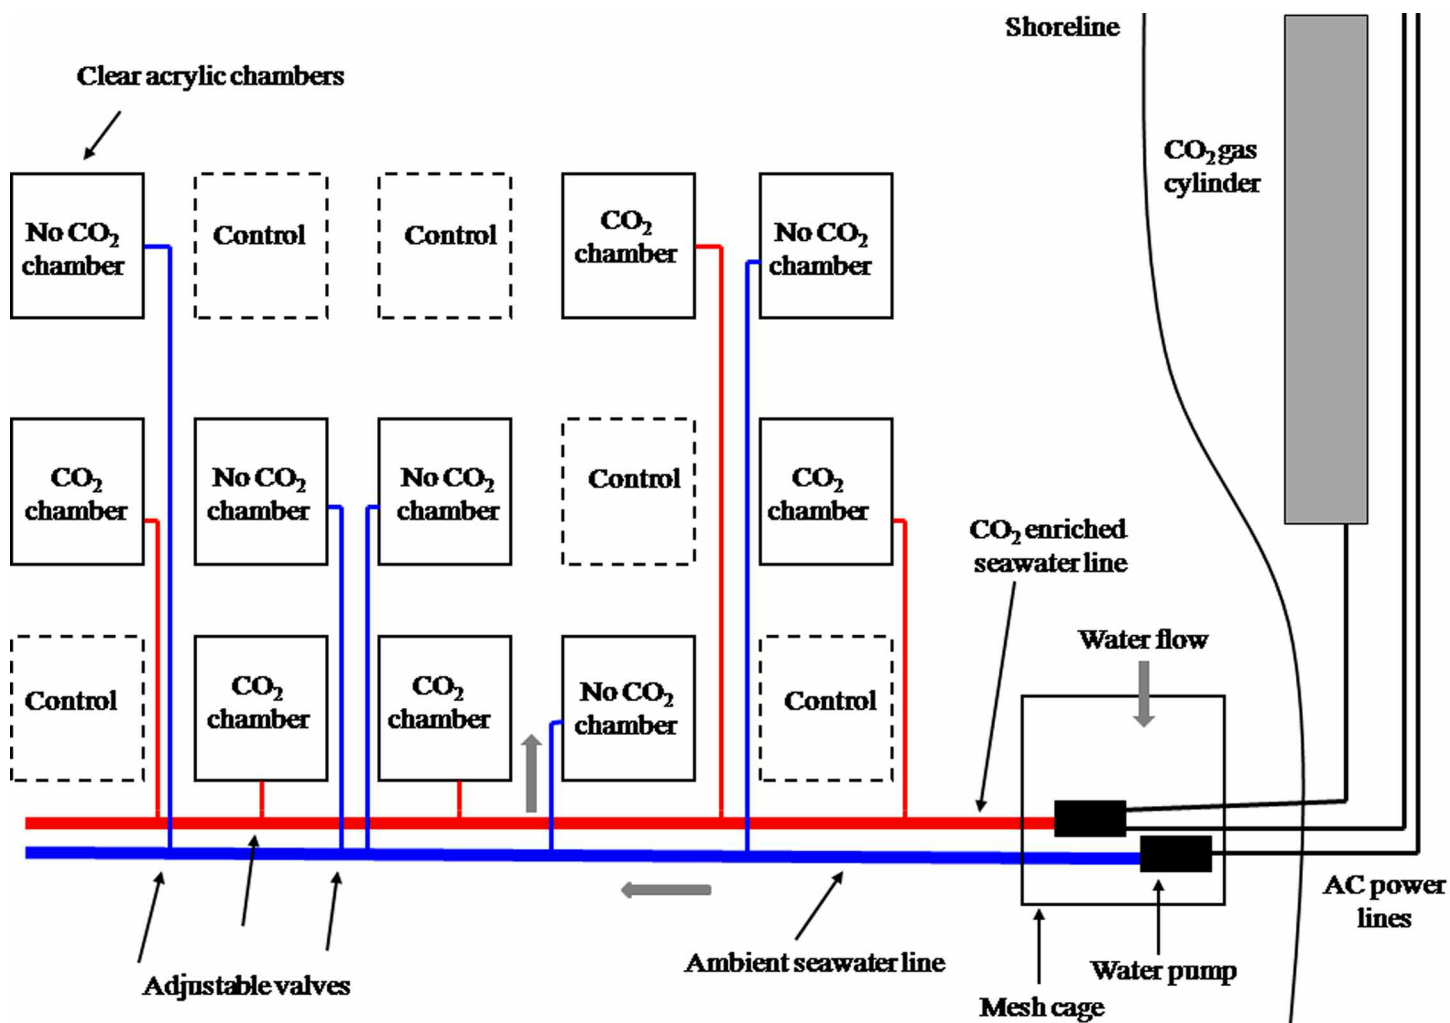 Shoreline
Clear acrylic chambers
CO₂ gas
cylinder
No CO₂
chamber
Control
Control
CO₂
chamber
No CO₂
chamber
CO₂
chamber
No CO₂
chamber
No CO₂
chamber
Control
CO₂
chamber
CO₂ enriched
seawater line
Water flow
Control
CO₂
chamber
CO₂
chamber
No CO₂
chamber
Control
AC power
lines
Ambient seawater line
Water pump
Adjustable valves
Mesh cage